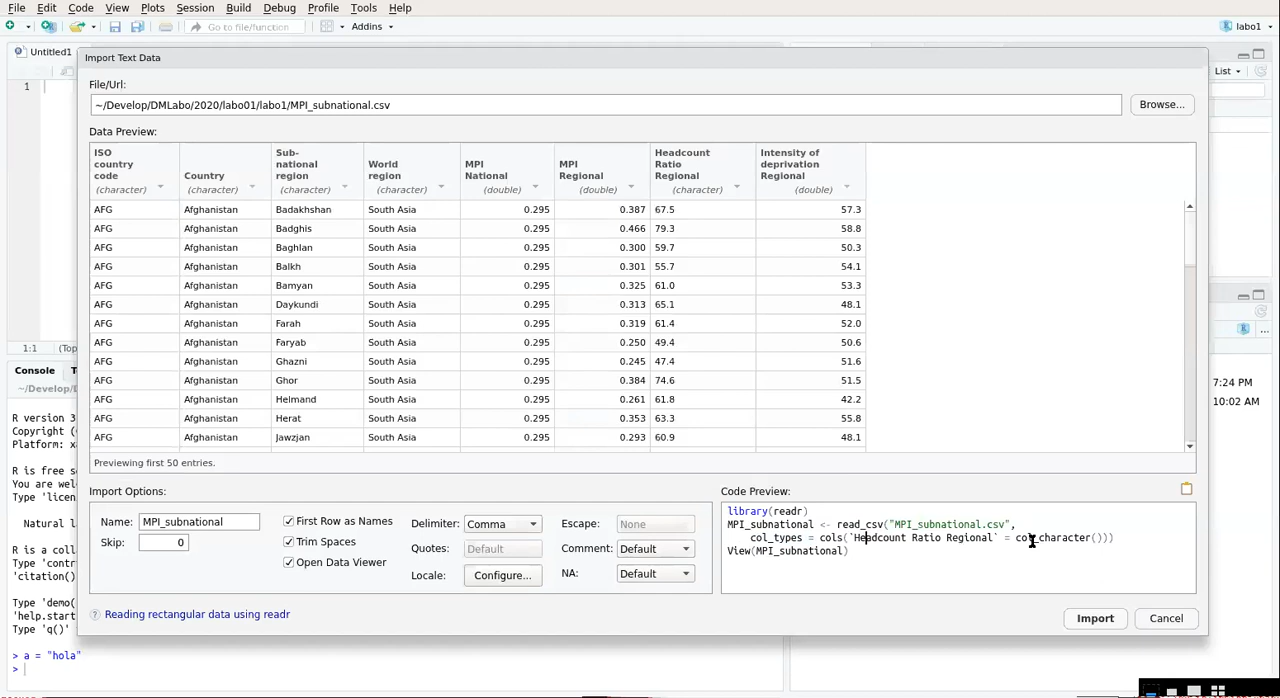 File Edit Code View Plots Session Build Debug Profile Tools Help
Go to file/function Addins labo1
Untitled1
Import Text Data
File/Url:
~/Develop/DMLabo/2020/labo01/labo1/MPI_subnational.csv Browse...
Data Preview:
ISO country code (character) Country (character) Sub-national region (character) World region (character) MPI National (double) MPI Regional (double) Headcount Ratio Regional (character) Intensity of deprivation Regional (double)
AFG Afghanistan Badakhshan South Asia 0.295 0.387 67.5 57.3
AFG Afghanistan Badghis South Asia 0.295 0.466 79.3 58.8
AFG Afghanistan Baghlan South Asia 0.295 0.300 59.7 50.3
AFG Afghanistan Balkh South Asia 0.295 0.301 55.7 54.1
AFG Afghanistan Bamyan South Asia 0.295 0.325 61.0 53.3
AFG Afghanistan Daykundi South Asia 0.295 0.313 65.1 48.1
AFG Afghanistan Farah South Asia 0.295 0.319 61.4 52.0
AFG Afghanistan Faryab South Asia 0.295 0.250 49.4 50.6
AFG Afghanistan Ghazni South Asia 0.295 0.245 47.4 51.6
AFG Afghanistan Ghor South Asia 0.295 0.384 74.6 51.5
AFG Afghanistan Helmand South Asia 0.295 0.261 61.8 42.2
AFG Afghanistan Herat South Asia 0.295 0.353 63.3 55.8
AFG Afghanistan Jawzjan South Asia 0.295 0.293 60.9 48.1
Previewing first 50 entries.
Import Options:
Name: MPI_subnational
Skip: 0
First Row as Names
Trim Spaces
Open Data Viewer
Delimiter: Comma
Quotes: Default
Locale: Configure...
Escape: None
Comment: Default
NA: Default
Code Preview:
library(readr)
MPI_subnational <- read_csv("MPI_subnational.csv",
col_types = cols(`Headcount Ratio Regional` = col_character()))
View(MPI_subnational)
? Reading rectangular data using readr
Import Cancel
1
1:1 (Top
Console
~/Develop/D
R version 3
Copyright (
Platform: x
R is free s
You are wel
Type 'licen
Natural l
R is a coll
Type 'contr
'citation()
Type 'demo(
'help.start
Type 'q()'
> a = "hola"
>
List
...
7:24 PM
10:02 AM